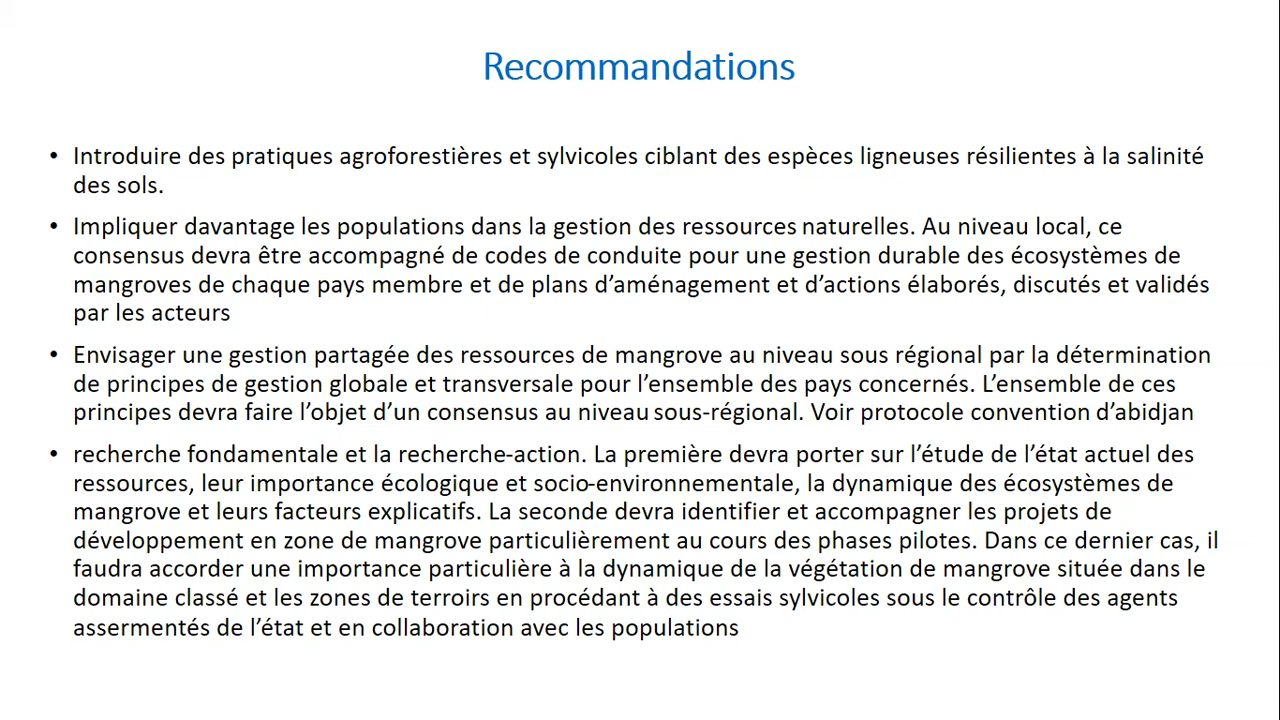 Recommandations
• Introduire des pratiques agroforestières et sylvicoles ciblant des espèces ligneuses résilientes à la salinité
des sols.
• Impliquer davantage les populations dans la gestion des ressources naturelles. Au niveau local, ce
consensus devra être accompagné de codes de conduite pour une gestion durable des écosystèmes de
mangroves de chaque pays membre et de plans d’aménagement et d’actions élaborés, discutés et validés
par les acteurs
• Envisager une gestion partagée des ressources de mangrove au niveau sous régional par la détermination
de principes de gestion globale et transversale pour l’ensemble des pays concernés. L’ensemble de ces
principes devra faire l’objet d’un consensus au niveau sous-régional. Voir protocole convention d’abidjan
• recherche fondamentale et la recherche-action. La première devra porter sur l’étude de l’état actuel des
ressources, leur importance écologique et socio-environnementale, la dynamique des écosystèmes de
mangrove et leurs facteurs explicatifs. La seconde devra identifier et accompagner les projets de
développement en zone de mangrove particulièrement au cours des phases pilotes. Dans ce dernier cas, il
faudra accorder une importance particulière à la dynamique de la végétation de mangrove située dans le
domaine classé et les zones de terroirs en procédant à des essais sylvicoles sous le contrôle des agents
assermentés de l’état et en collaboration avec les populations